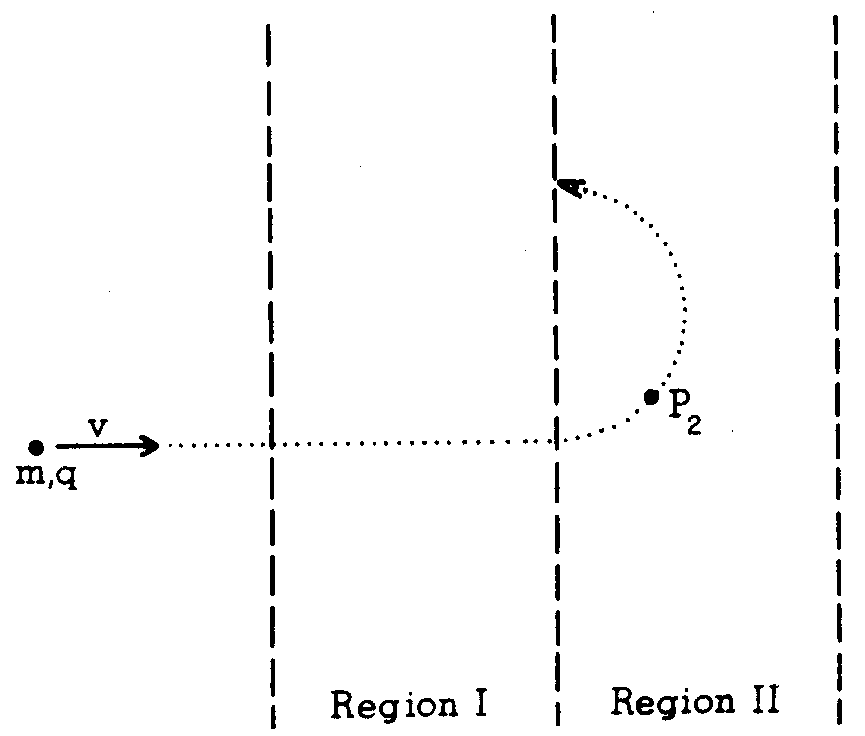 v
m,q
P₂
Region I
Region II